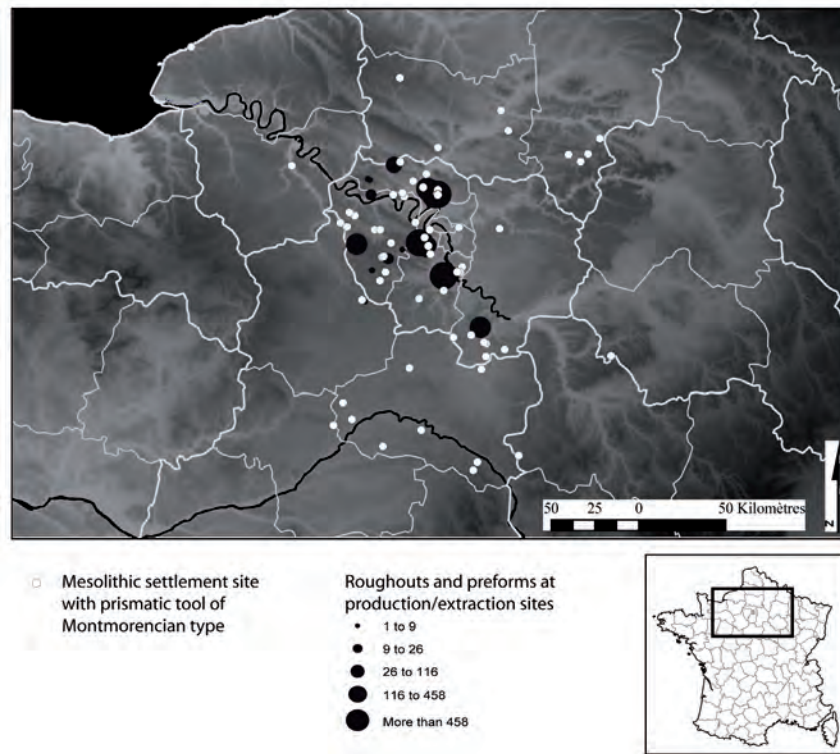 50 25 0 50 Kilomètres
N
Mesolithic settlement site
with prismatic tool of
Montmorencian type
Roughouts and preforms at
production/extraction sites
1 to 9
9 to 26
26 to 116
116 to 458
More than 458